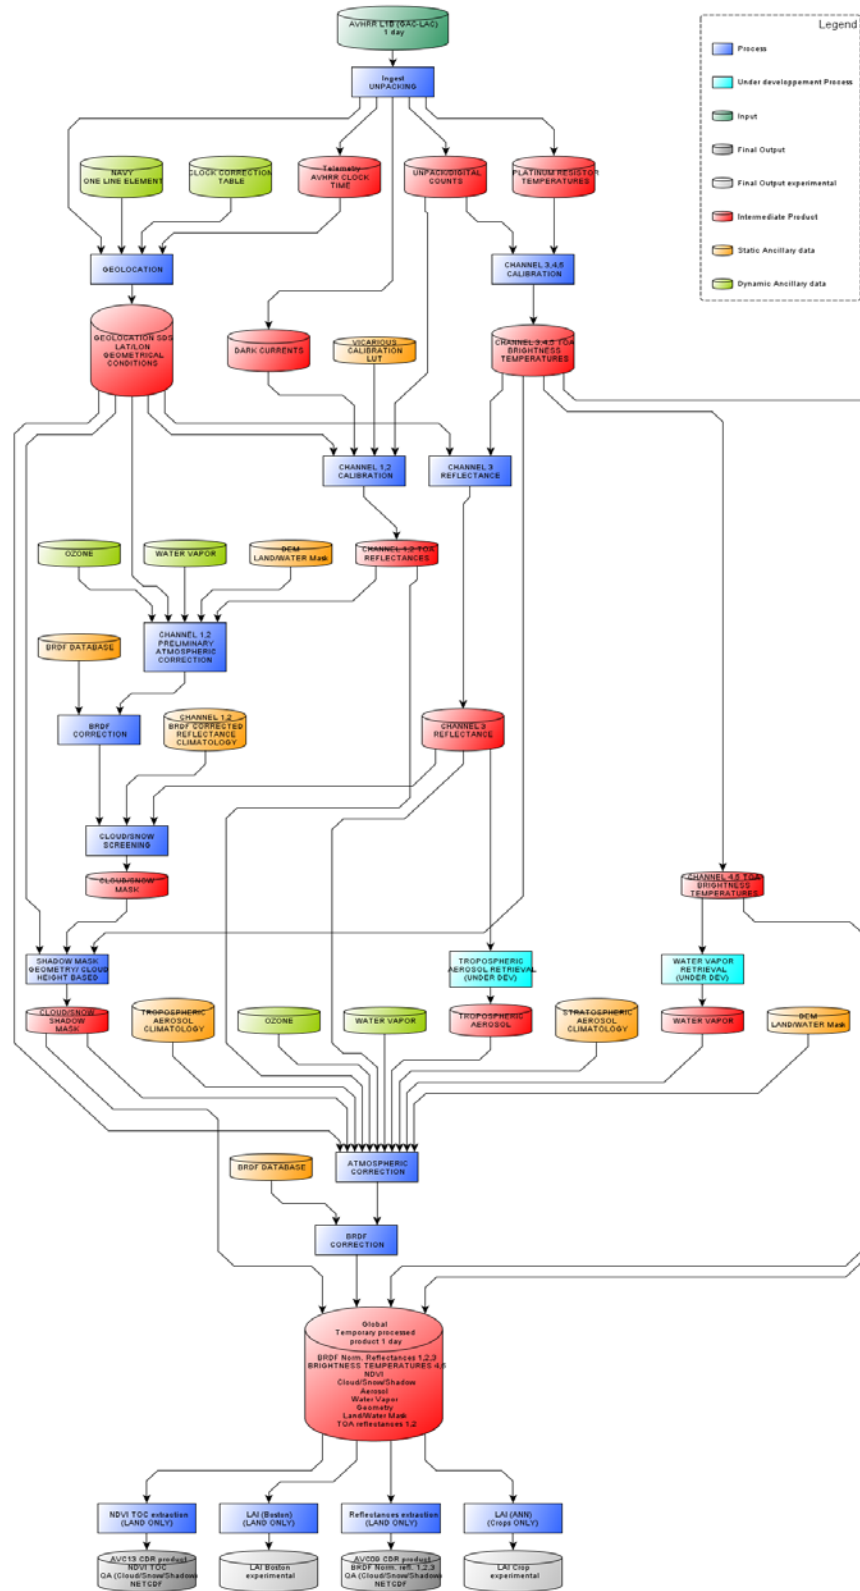 AVHRR L1B (GAC-LAC)
1 day
Legend
Process
Under developpement Process
Input
Final Output
Final Output experimental
Intermediate Product
Static Ancillary data
Dynamic Ancillary data
Ingest
UNPACKING
NAVY
ONE LINE ELEMENT
CLOCK CORRECTION
TABLE
Telemetry
AVHRR CLOCK
TIME
UNPACK/DIGITAL
COUNTS
PLATINUM RESISTOR
TEMPERATURES
GEOLOCATION
CHANNEL 3,4,5
CALIBRATION
GEOLOCATION SDS
LAT/LON
GEOMETRICAL
CONDITIONS
DARK CURRENTS
VICARIOUS
CALIBRATION
LUT
CHANNEL 3,4,5 TOA
BRIGHTNESS
TEMPERATURES
CHANNEL 1,2
CALIBRATION
CHANNEL 3
REFLECTANCE
OZONE
WATER VAPOR
DEM
LAND/WATER Mask
CHANNEL 1,2 TOA
REFLECTANCES
CHANNEL 1,2
PRELIMINARY
ATMOSPHERIC
CORRECTION
BRDF DATABASE
BRDF
CORRECTION
CHANNEL 1,2
BRDF CORRECTED
REFLECTANCE
CLIMATOLOGY
CHANNEL 3
REFLECTANCE
CLOUD/SNOW
SCREENING
CLOUD/SNOW
MASK
CHANNEL 4,5 TOA
BRIGHTNESS
TEMPERATURES
SHADOW MASK
GEOMETRY/ CLOUD
HEIGHT BASED
TROPOSPHERIC
AEROSOL RETRIEVAL
(UNDER DEV)
WATER VAPOR
RETRIEVAL
(UNDER DEV)
CLOUD/SNOW
SHADOW
MASK
TROPOSPHERIC
AEROSOL
CLIMATOLOGY
OZONE
WATER VAPOR
TROPOSPHERIC
AEROSOL
STRATOSPHERIC
AEROSOL
CLIMATOLOGY
WATER VAPOR
DEM
LAND/WATER Mask
ATMOSPHERIC
CORRECTION
BRDF DATABASE
BRDF
CORRECTION
Global
Temporary processed
product 1 day
BRDF Norm. Reflectances 1,2,3
BRIGHTNESS TEMPERATURES 4,5
NDVI
Cloud/Snow/Shadow
Aerosol
Water Vapor
Geometry
Land/Water Mask
TOA reflectances 1,2
NDVI TOC extraction
(LAND ONLY)
LAI (Boston)
(LAND ONLY)
Reflectances extraction
(LAND ONLY)
LAI (ANN)
(Crops ONLY)
AVC13 CDR product
NDVI TOC
QA (Cloud/Snow/Shadow)
NETCDF
LAI Boston
experimental
AVC09 CDR product
BRDF Norm. refl. 1,2,3
QA (Cloud/Snow/Shadow)
NETCDF
LAI Crop
experimental